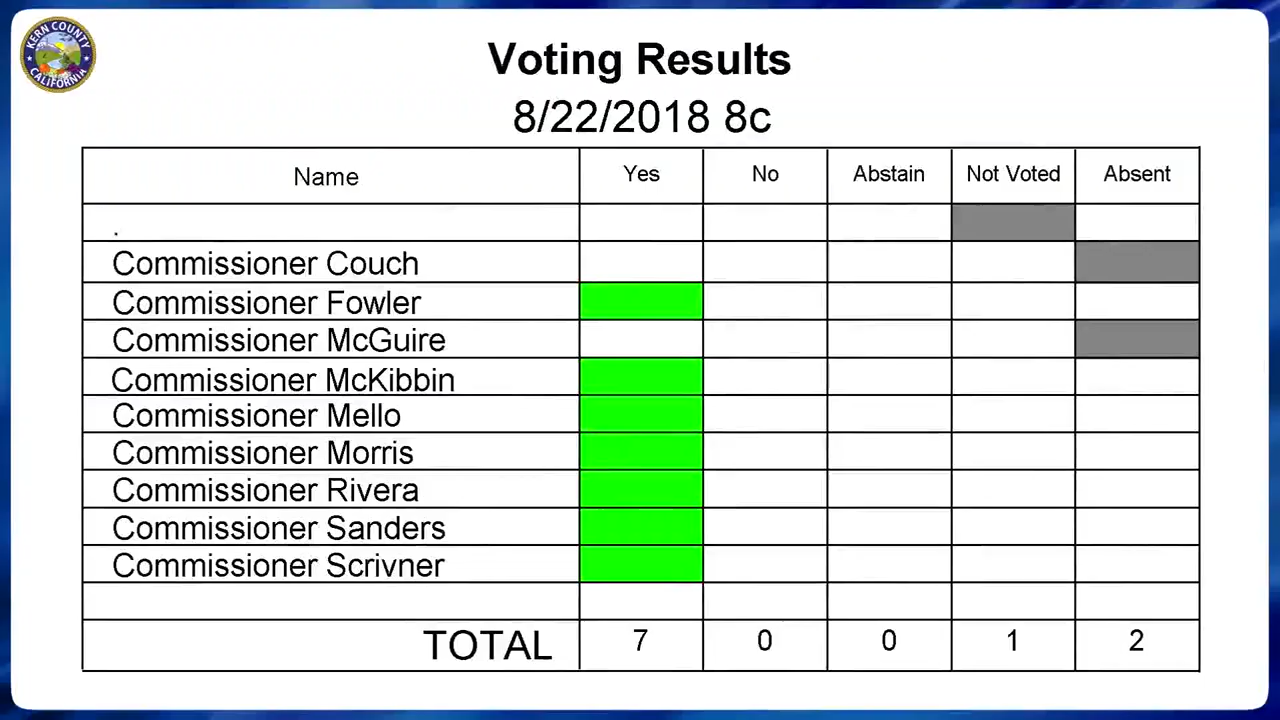 KERN COUNTY
CALIFORNIA
Voting Results
8/22/2018 8c
Name Yes No Abstain Not Voted Absent
.
Commissioner Couch
Commissioner Fowler
Commissioner McGuire
Commissioner McKibbin
Commissioner Mello
Commissioner Morris
Commissioner Rivera
Commissioner Sanders
Commissioner Scrivner
TOTAL 7 0 0 1 2